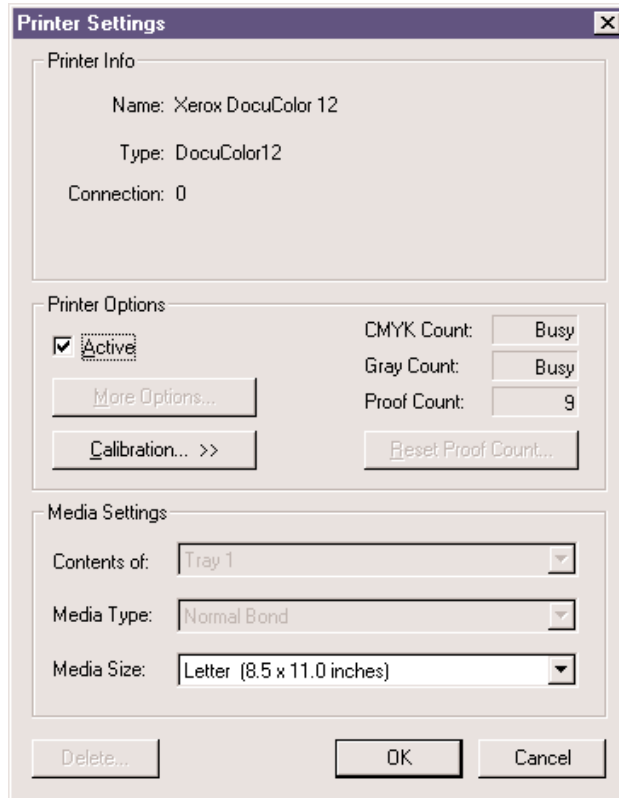 Printer Settings
Printer Info
Name: Xerox DocuColor 12
Type: DocuColor12
Connection: 0
Printer Options
Active
CMYK Count: Busy
Gray Count: Busy
More Options...
Proof Count: 9
Calibration... >>
Reset Proof Count...
Media Settings
Contents of: Tray 1
Media Type: Normal Bond
Media Size: Letter (8.5 x 11.0 inches)
Delete... OK Cancel